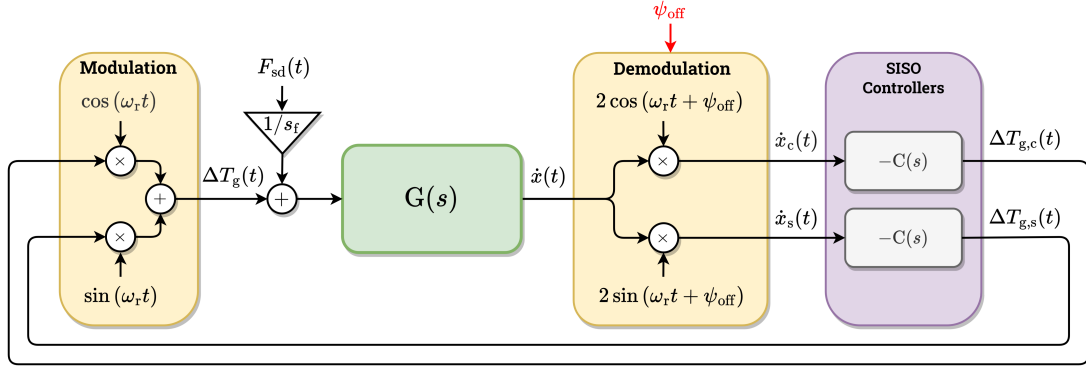 ψ_off
Modulation
cos (ω_r t)
×
+
×
sin (ω_r t)
ΔT_g(t)
F_sd(t)
1/s_f
+
G(s)
ẋ(t)
Demodulation
2 cos (ω_r t + ψ_off)
×
×
2 sin (ω_r t + ψ_off)
ẋ_c(t)
ẋ_s(t)
SISO
Controllers
−C(s)
−C(s)
ΔT_g,c(t)
ΔT_g,s(t)